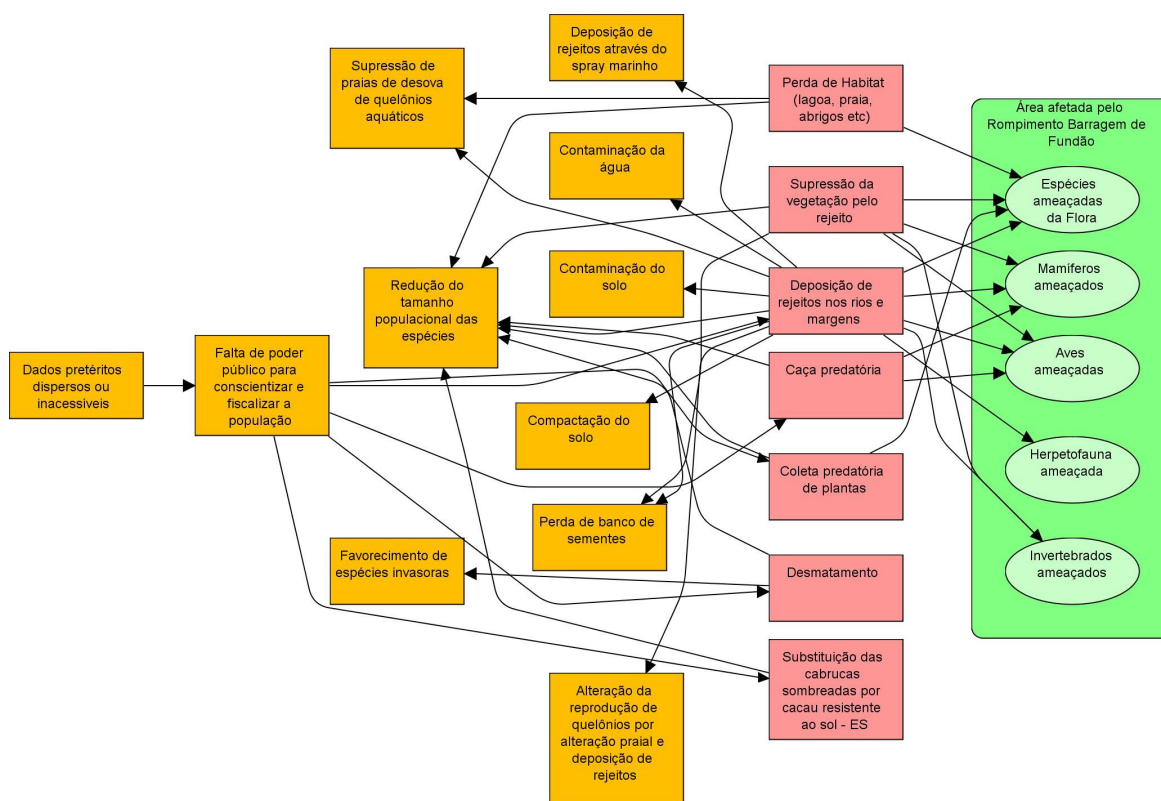 Deposição de
rejeitos através do
spray marinho
Supressão de
praias de desova
de quelônios
aquáticos
Perda de Habitat
(lagoa, praia,
abrigos etc)
Área afetada pelo
Rompimento Barragem de
Fundão
Contaminação da
água
Supressão da
vegetação pelo
rejeito
Espécies
ameaçadas
da Flora
Contaminação do
solo
Redução do
tamanho
populacional das
espécies
Deposição de
rejeitos nos rios e
margens
Mamiferos
ameaçados
Dados pretéritos
dispersos ou
inacessiveis
Falta de poder
público para
conscientizar e
fiscalizar a
população
Caça predatória
Aves
ameaçadas
Compactação do
solo
Coleta predatória
de plantas
Herpetofauna
ameaçada
Perda de banco de
sementes
Favorecimento de
espécies invasoras
Desmatamento
Invertebrados
ameaçados
Substituição das
cabrucas
sombreadas por
cacau resistente
ao sol - ES
Alteração da
reprodução de
quelônios por
alteração praial e
deposição de
rejeitos